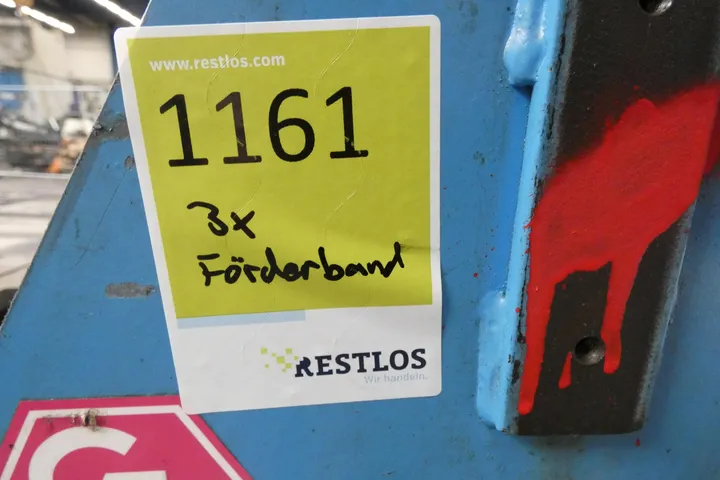 www.restlos.com
1161
3x
Förderband
RESTLOS
Wir handeln.
G